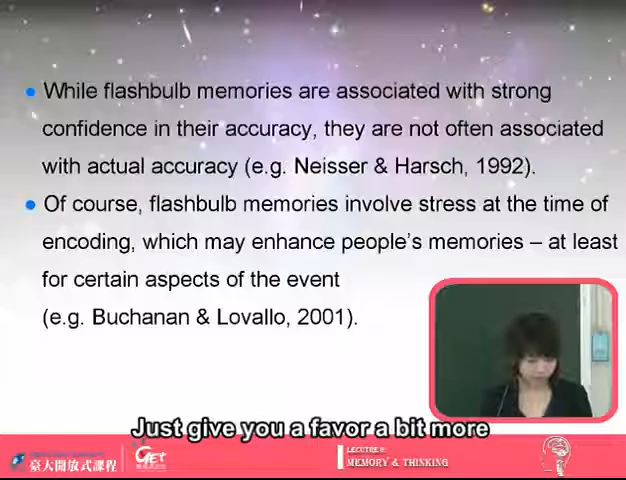 While flashbulb memories are associated with strong
confidence in their accuracy, they are not often associated
with actual accuracy (e.g. Neisser & Harsch, 1992).
Of course, flashbulb memories involve stress at the time of
encoding, which may enhance people's memories – at least
for certain aspects of the event
(e.g. Buchanan & Lovallo, 2001).
Just give you a favor a bit more
臺大開放式課程
GET
MEMORY & THINKING